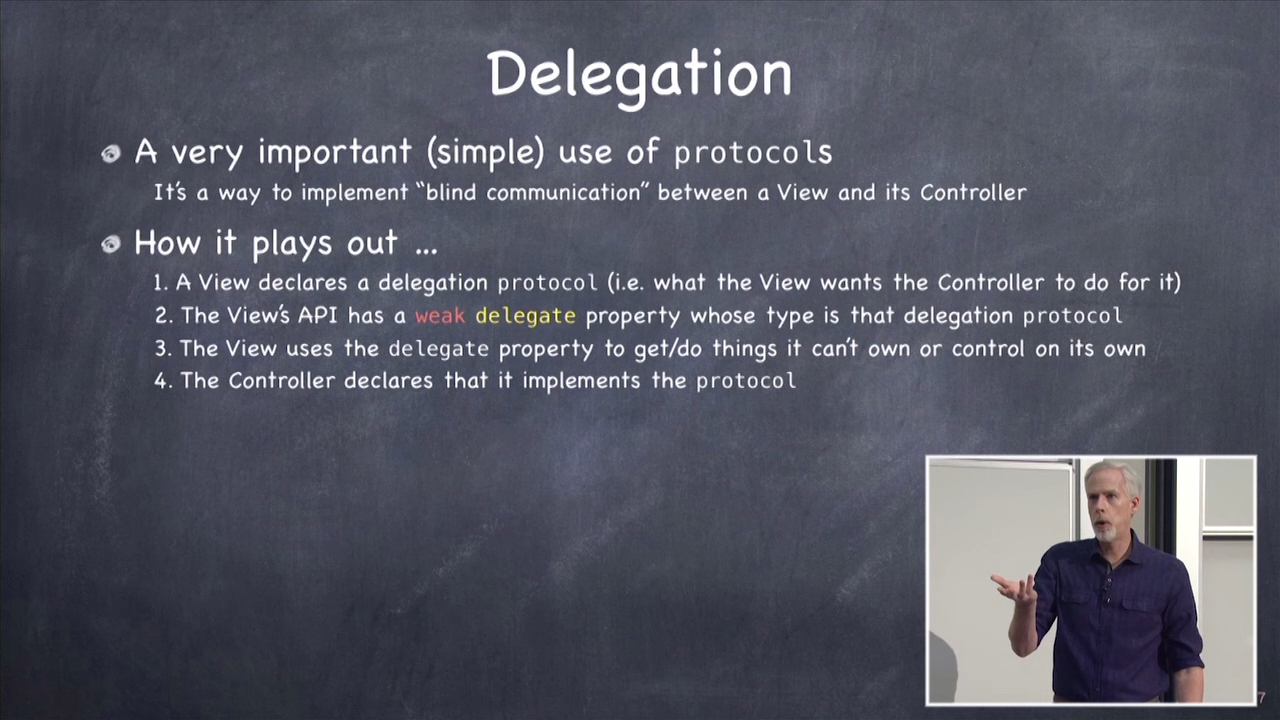 Delegation
A very important (simple) use of protocols
It's a way to implement “blind communication” between a View and its Controller
How it plays out ...
1. A View declares a delegation protocol (i.e. what the View wants the Controller to do for it)
2. The View's API has a weak delegate property whose type is that delegation protocol
3. The View uses the delegate property to get/do things it can't own or control on its own
4. The Controller declares that it implements the protocol
7